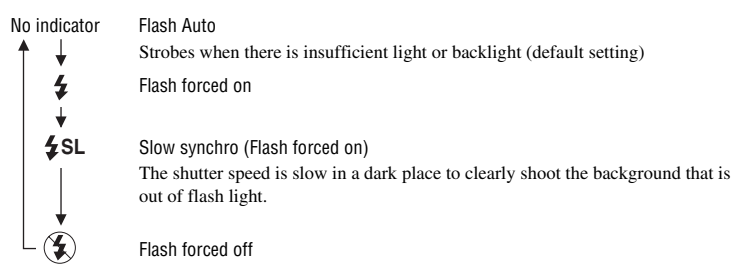 No indicator Flash Auto
Strobes when there is insufficient light or backlight (default setting)
Flash forced on
SL Slow synchro (Flash forced on)
The shutter speed is slow in a dark place to clearly shoot the background that is
out of flash light.
Flash forced off